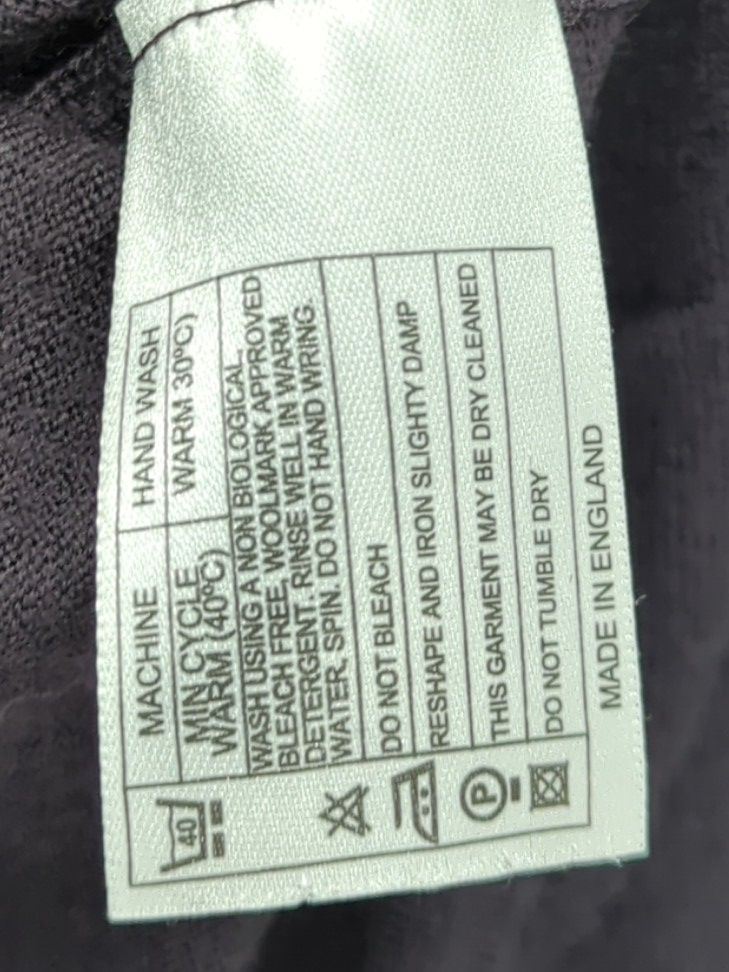 MACHINE HAND WASH
MIN CYCLE
WARM (40ºC) WARM 30ºC)
40
WASH USING A NON BIOLOGICAL,
BLEACH FREE, WOOLMARK APPROVED
DETERGENT. RINSE WELL IN WARM
WATER, SPIN. DO NOT HAND WRING.
DO NOT BLEACH
RESHAPE AND IRON SLIGHTY DAMP
P THIS GARMENT MAY BE DRY CLEANED
DO NOT TUMBLE DRY
MADE IN ENGLAND